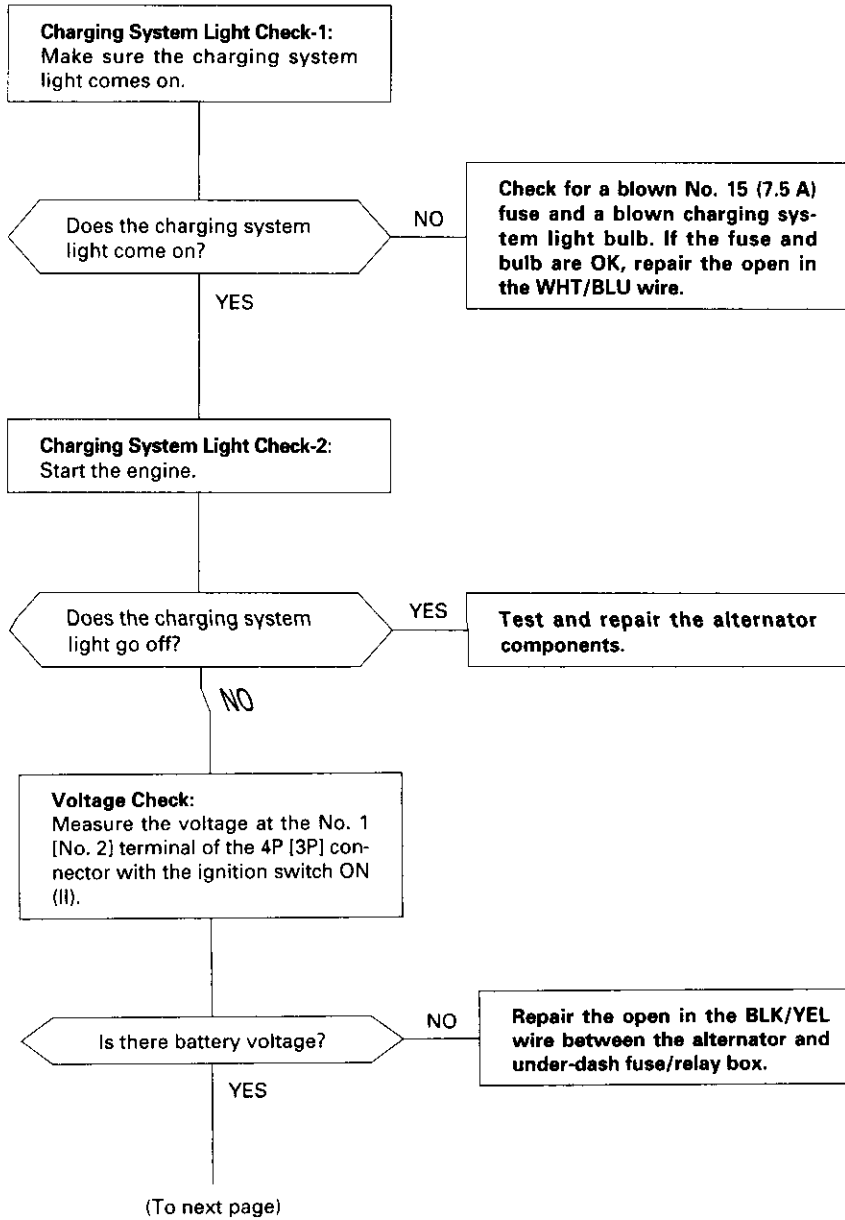 Charging System Light Check-1:
Make sure the charging system
light comes on.
Does the charging system
light come on?
NO
Check for a blown No. 15 (7.5 A)
fuse and a blown charging sys-
tem light bulb. If the fuse and
bulb are OK, repair the open in
the WHT/BLU wire.
YES
Charging System Light Check-2:
Start the engine.
Does the charging system
light go off?
YES
Test and repair the alternator
components.
NO
Voltage Check:
Measure the voltage at the No. 1
[No. 2] terminal of the 4P [3P] con-
nector with the ignition switch ON
(II).
Is there battery voltage?
NO
Repair the open in the BLK/YEL
wire between the alternator and
under-dash fuse/relay box.
YES
(To next page)